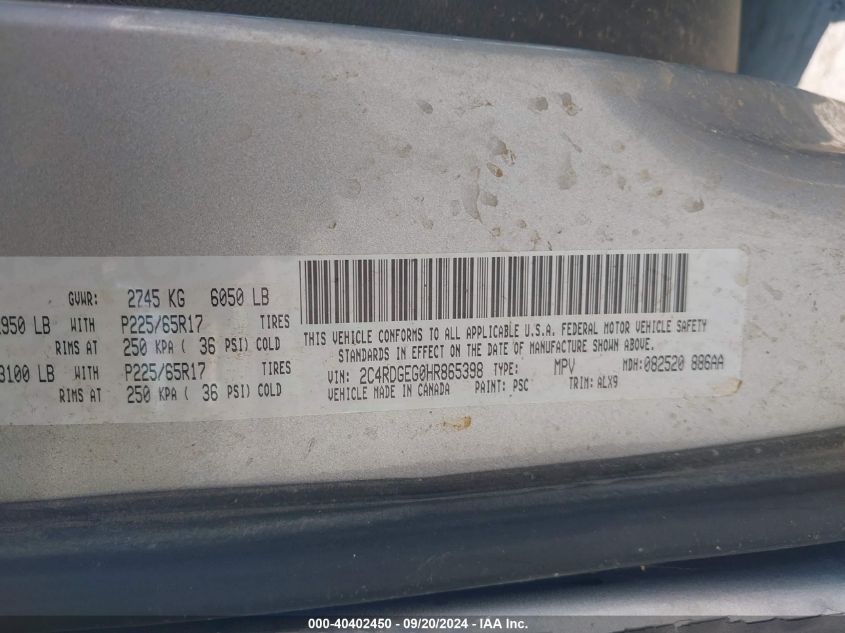 GVWR: 2745 KG 6050 LB
950 LB WITH P225/65R17 TIRES
RIMS AT 250 KPA ( 36 PSI) COLD
3100 LB WITH P225/65R17 TIRES
RIMS AT 250 KPA ( 36 PSI) COLD
THIS VEHICLE CONFORMS TO ALL APPLICABLE U.S.A. FEDERAL MOTOR VEHICLE SAFETY
STANDARDS IN EFFECT ON THE DATE OF MANUFACTURE SHOWN ABOVE.
VIN: 2C4RDGEG0HR865398 TYPE: MPV MDH:082520 886AA
VEHICLE MADE IN CANADA PAINT: PSC TRIM: ALX9
000-40402450 - 09/20/2024 - IAA Inc.